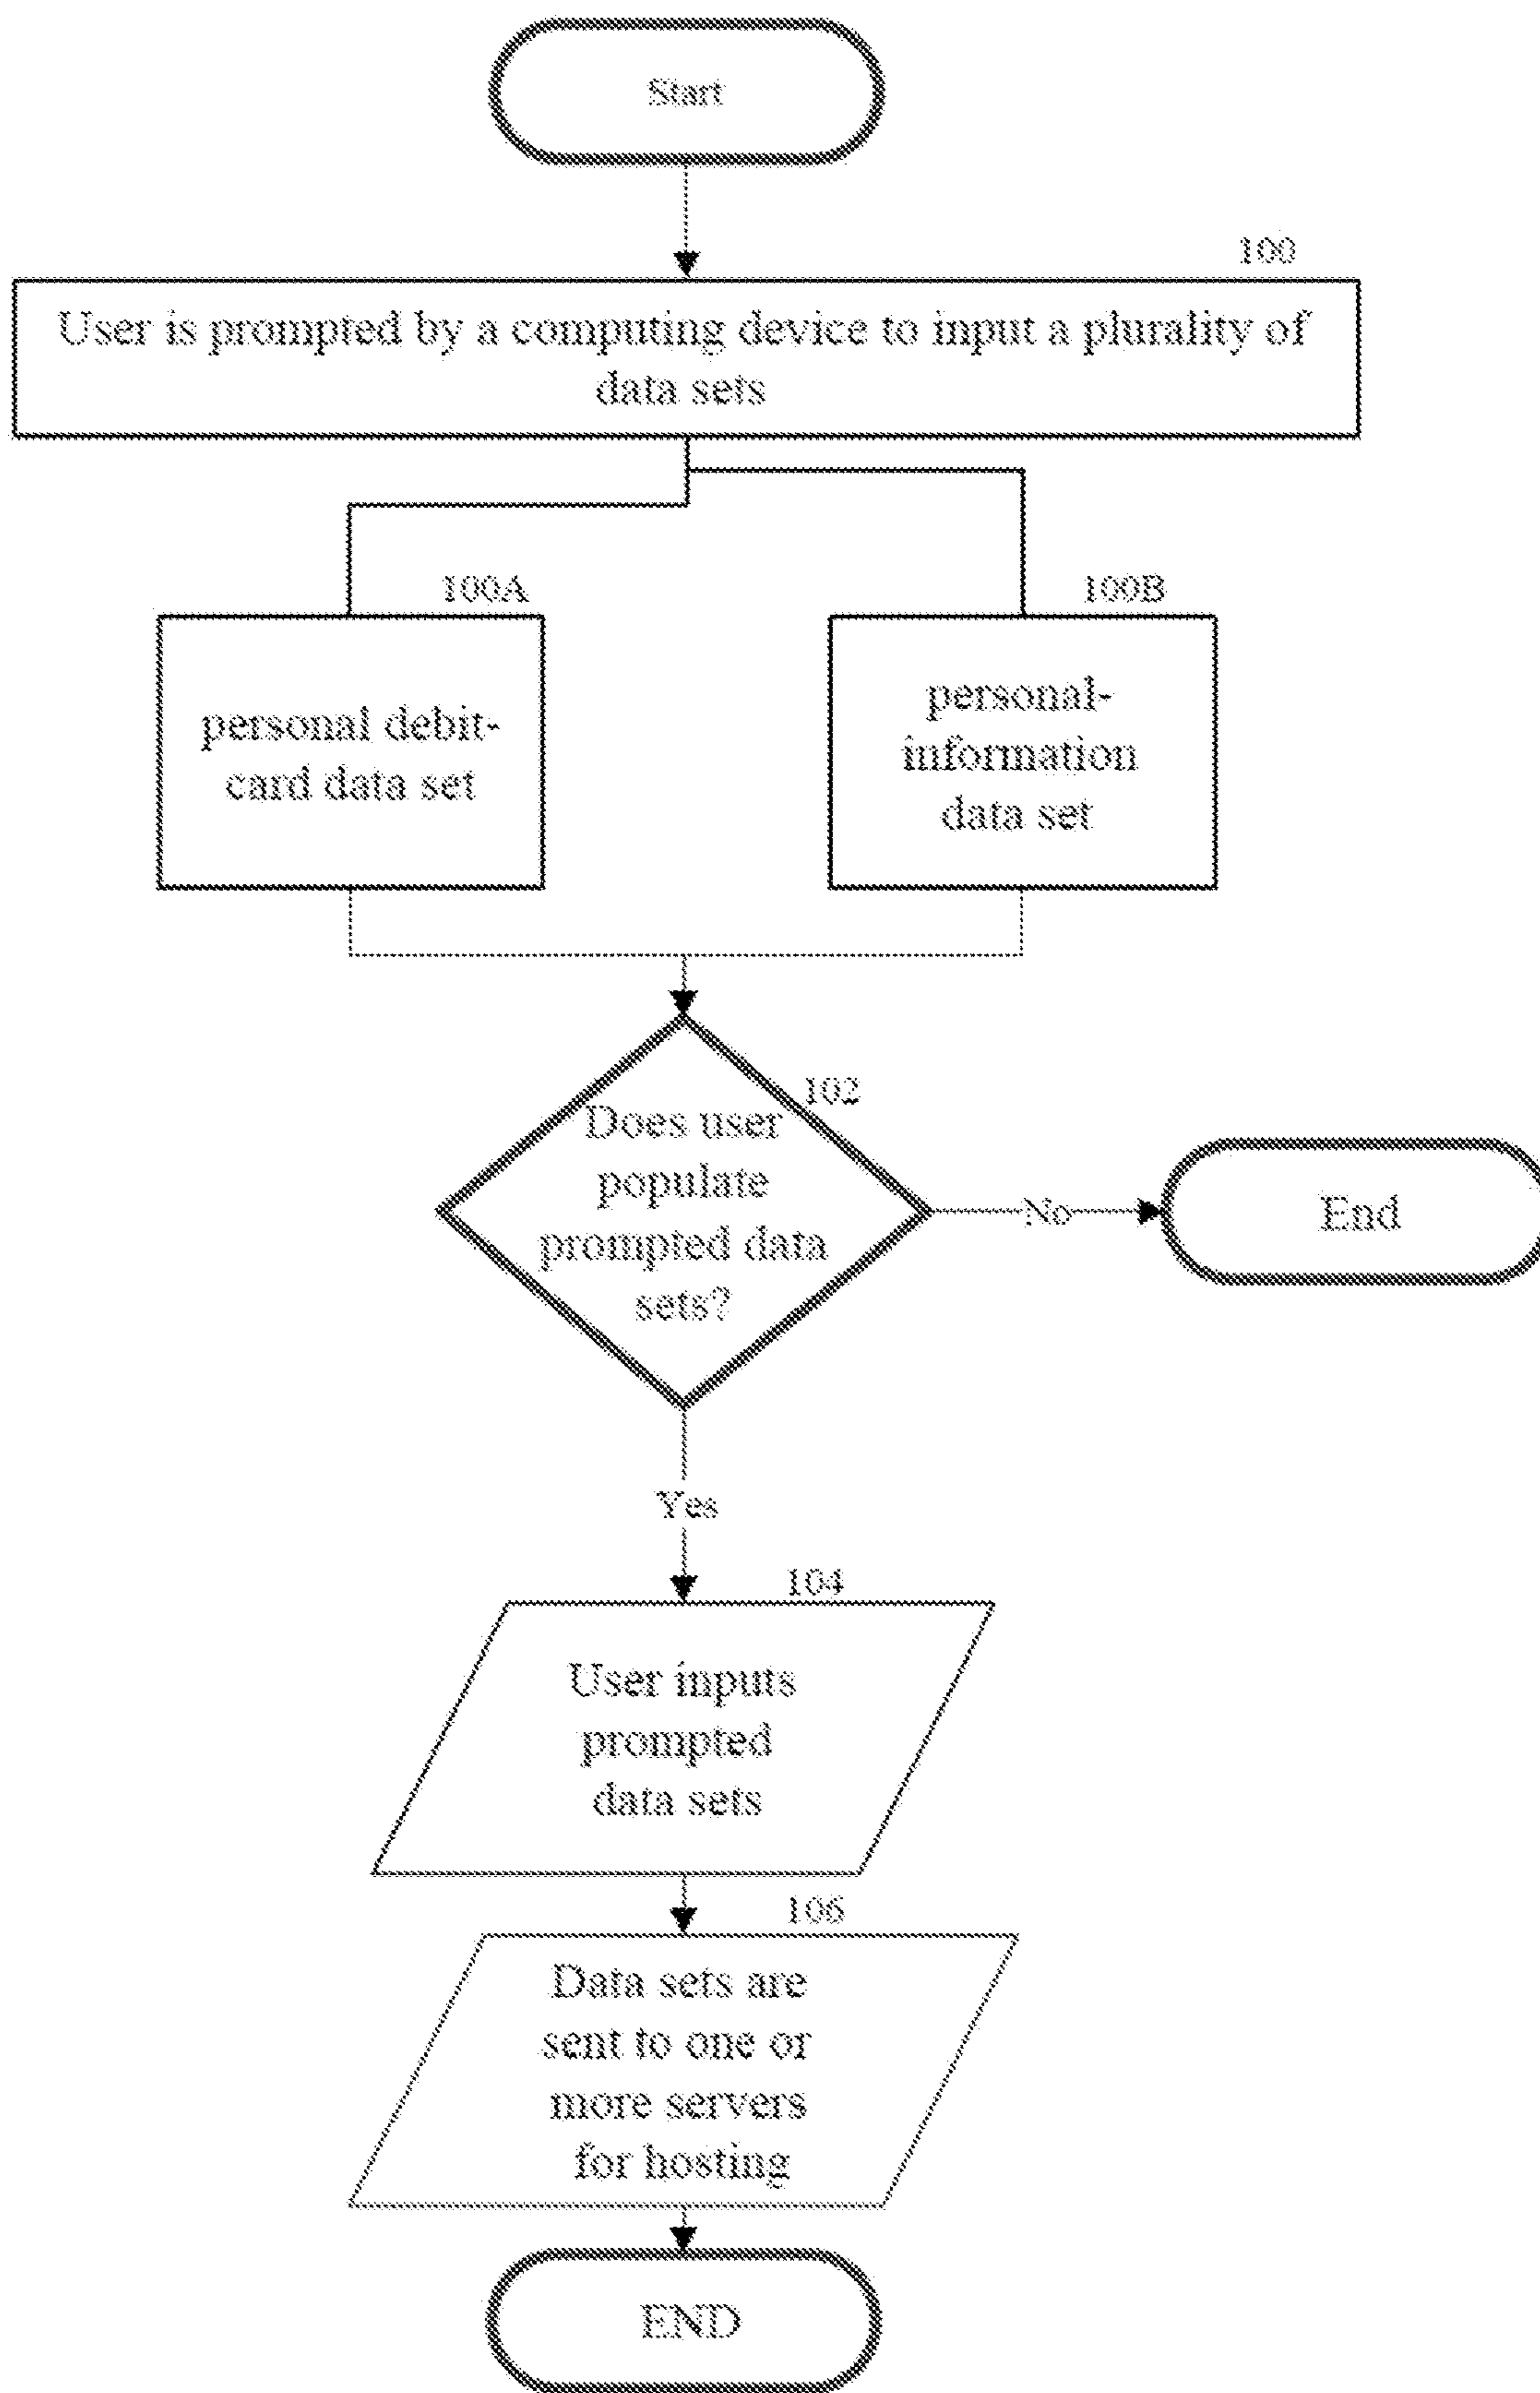 Start
100
User is prompted by a computing device to input a plurality of
data sets
100A
100B
personal debit-
card data set
personal-
information
data set
102
Does user
populate
prompted data
sets?
No
End
Yes
104
User inputs
prompted
data sets
106
Data sets are
sent to one or
more servers
for hosting
END